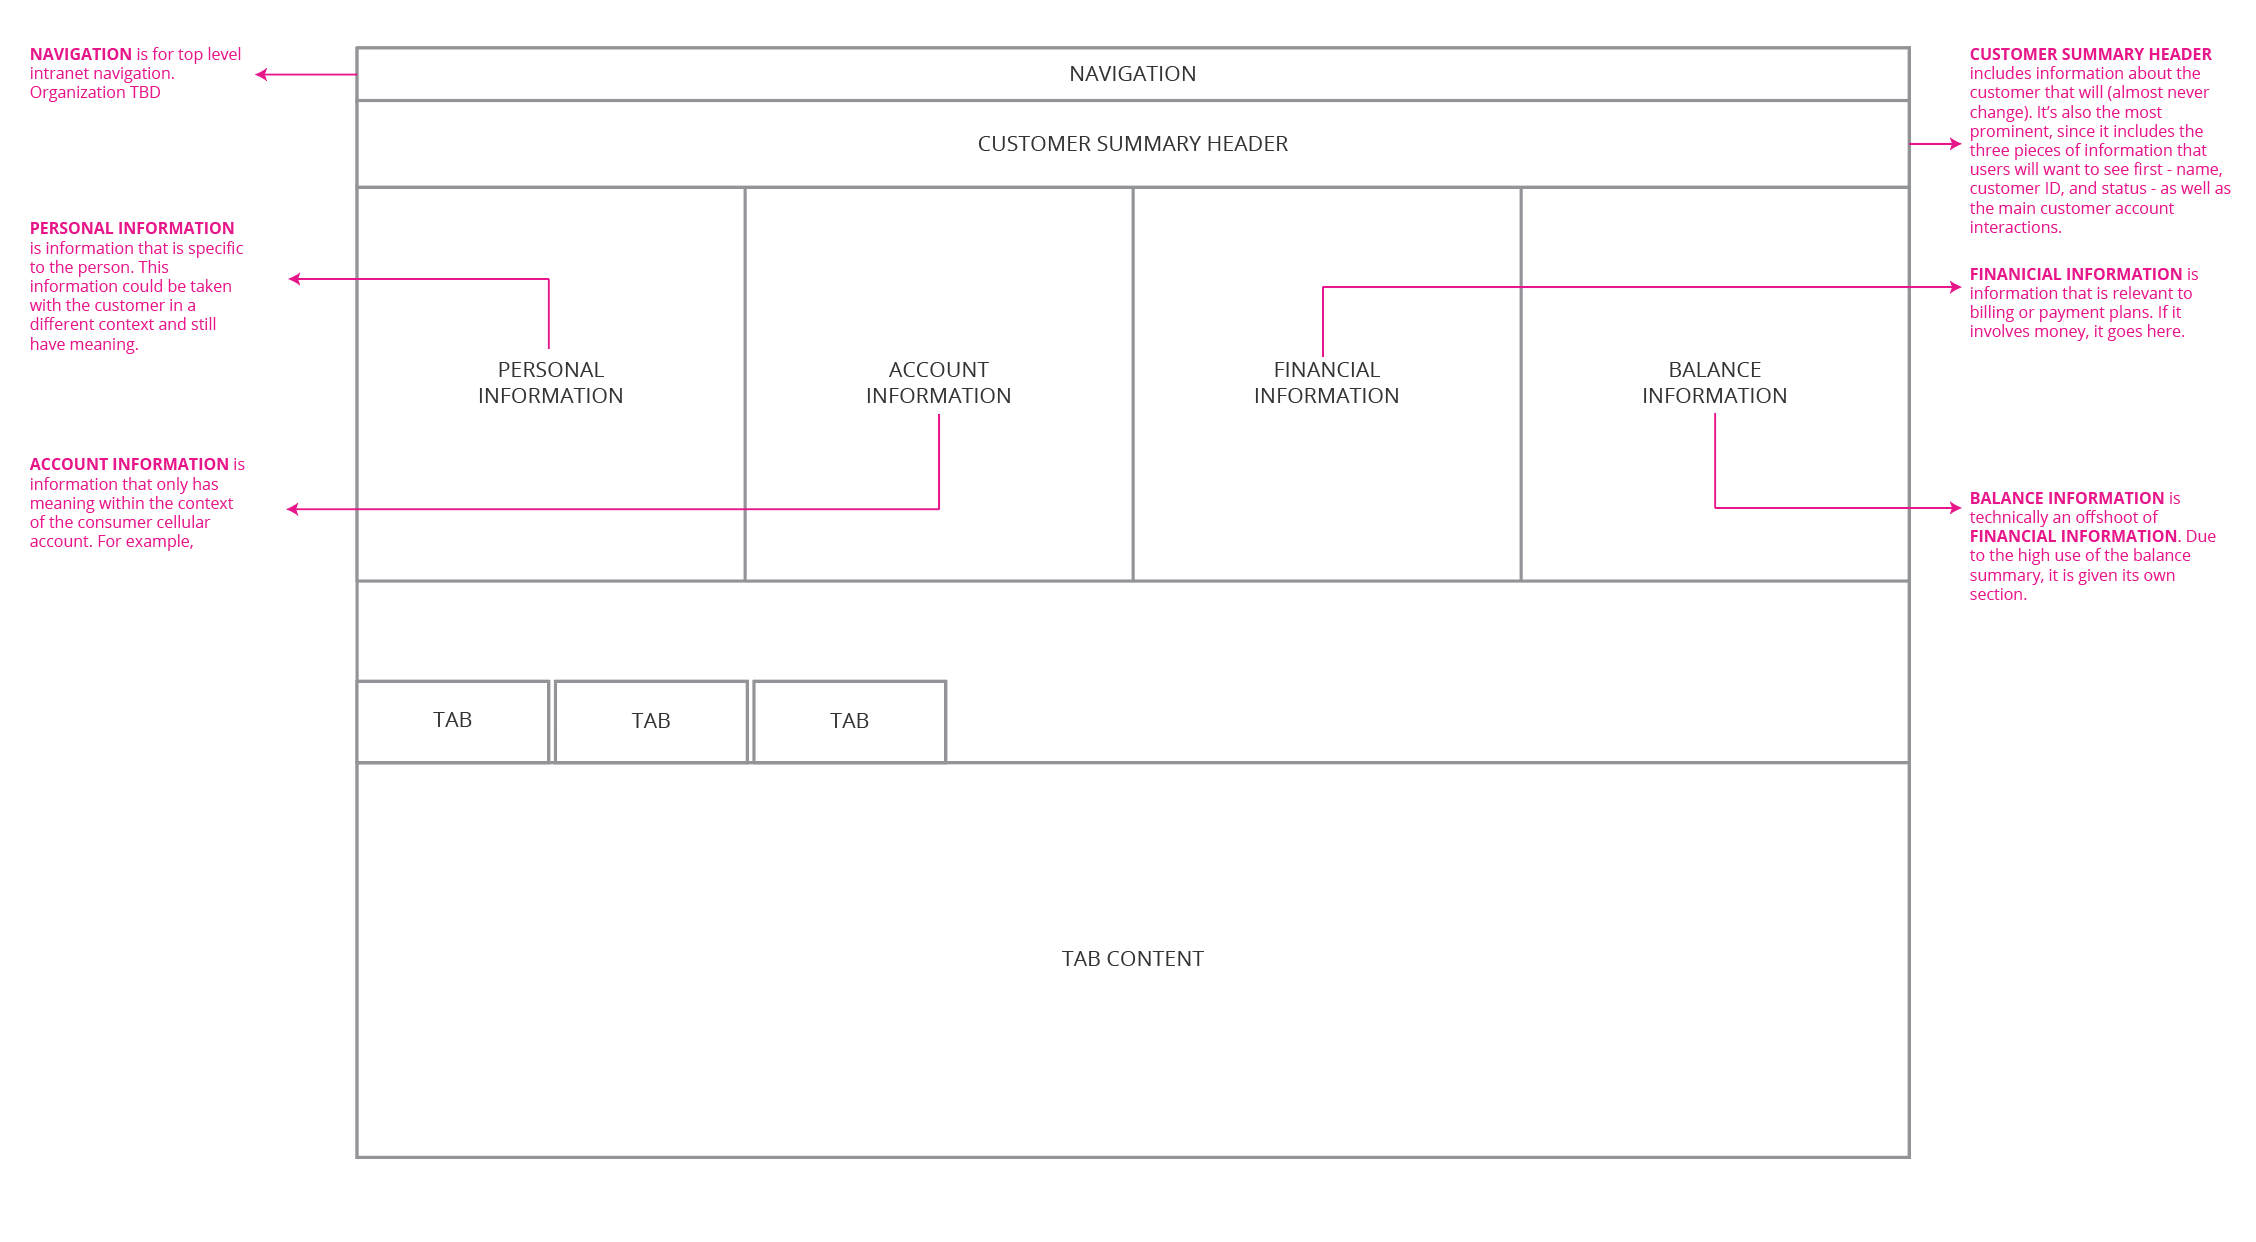 NAVIGATION is for top level
intranet navigation.
Organization TBD
PERSONAL INFORMATION
is information that is specific
to the person. This
information could be taken
with the customer in a
different context and still
have meaning.
ACCOUNT INFORMATION is
information that only has
meaning within the context
of the consumer cellular
account. For example,
NAVIGATION
CUSTOMER SUMMARY HEADER
PERSONAL
INFORMATION
ACCOUNT
INFORMATION
FINANCIAL
INFORMATION
BALANCE
INFORMATION
TAB
TAB
TAB
TAB CONTENT
CUSTOMER SUMMARY HEADER
includes information about the
customer that will (almost never
change). It’s also the most
prominent, since it includes the
three pieces of information that
users will want to see first - name,
customer ID, and status - as well as
the main customer account
interactions.
FINANICIAL INFORMATION is
information that is relevant to
billing or payment plans. If it
involves money, it goes here.
BALANCE INFORMATION is
technically an offshoot of
FINANCIAL INFORMATION. Due
to the high use of the balance
summary, it is given its own
section.